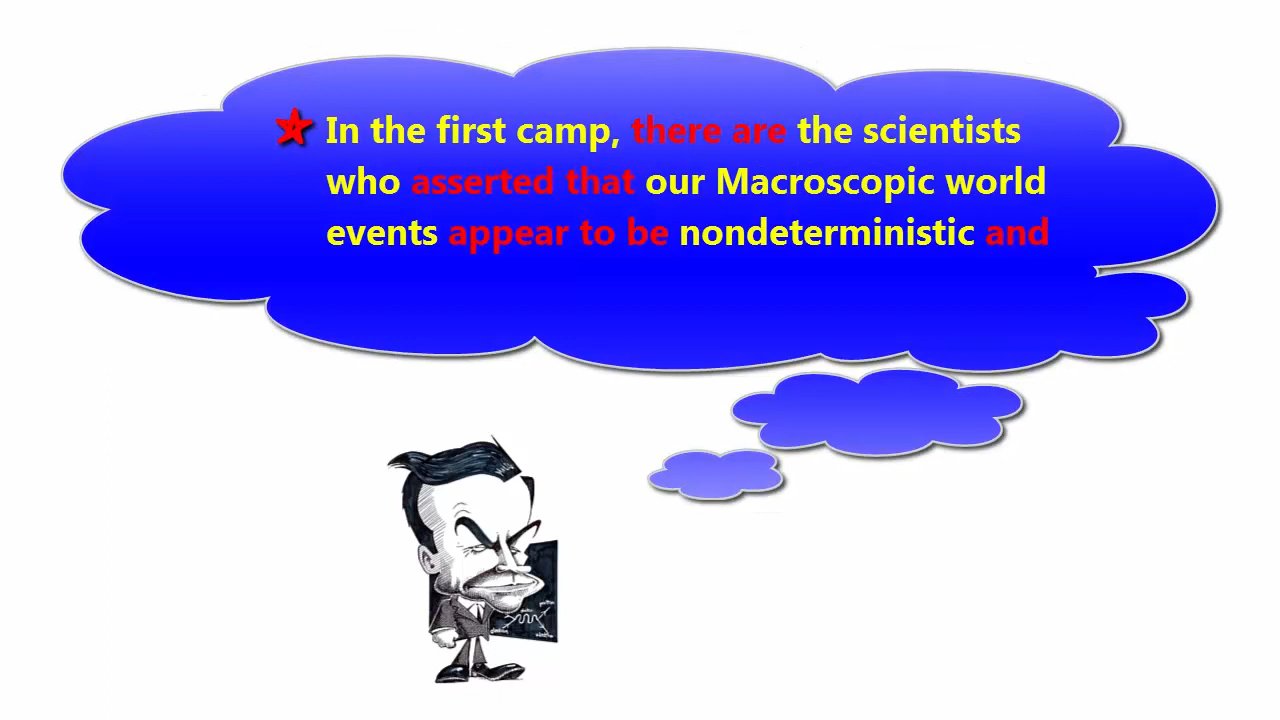 In the first camp, there are the scientists
who asserted that our Macroscopic world
events appear to be nondeterministic and